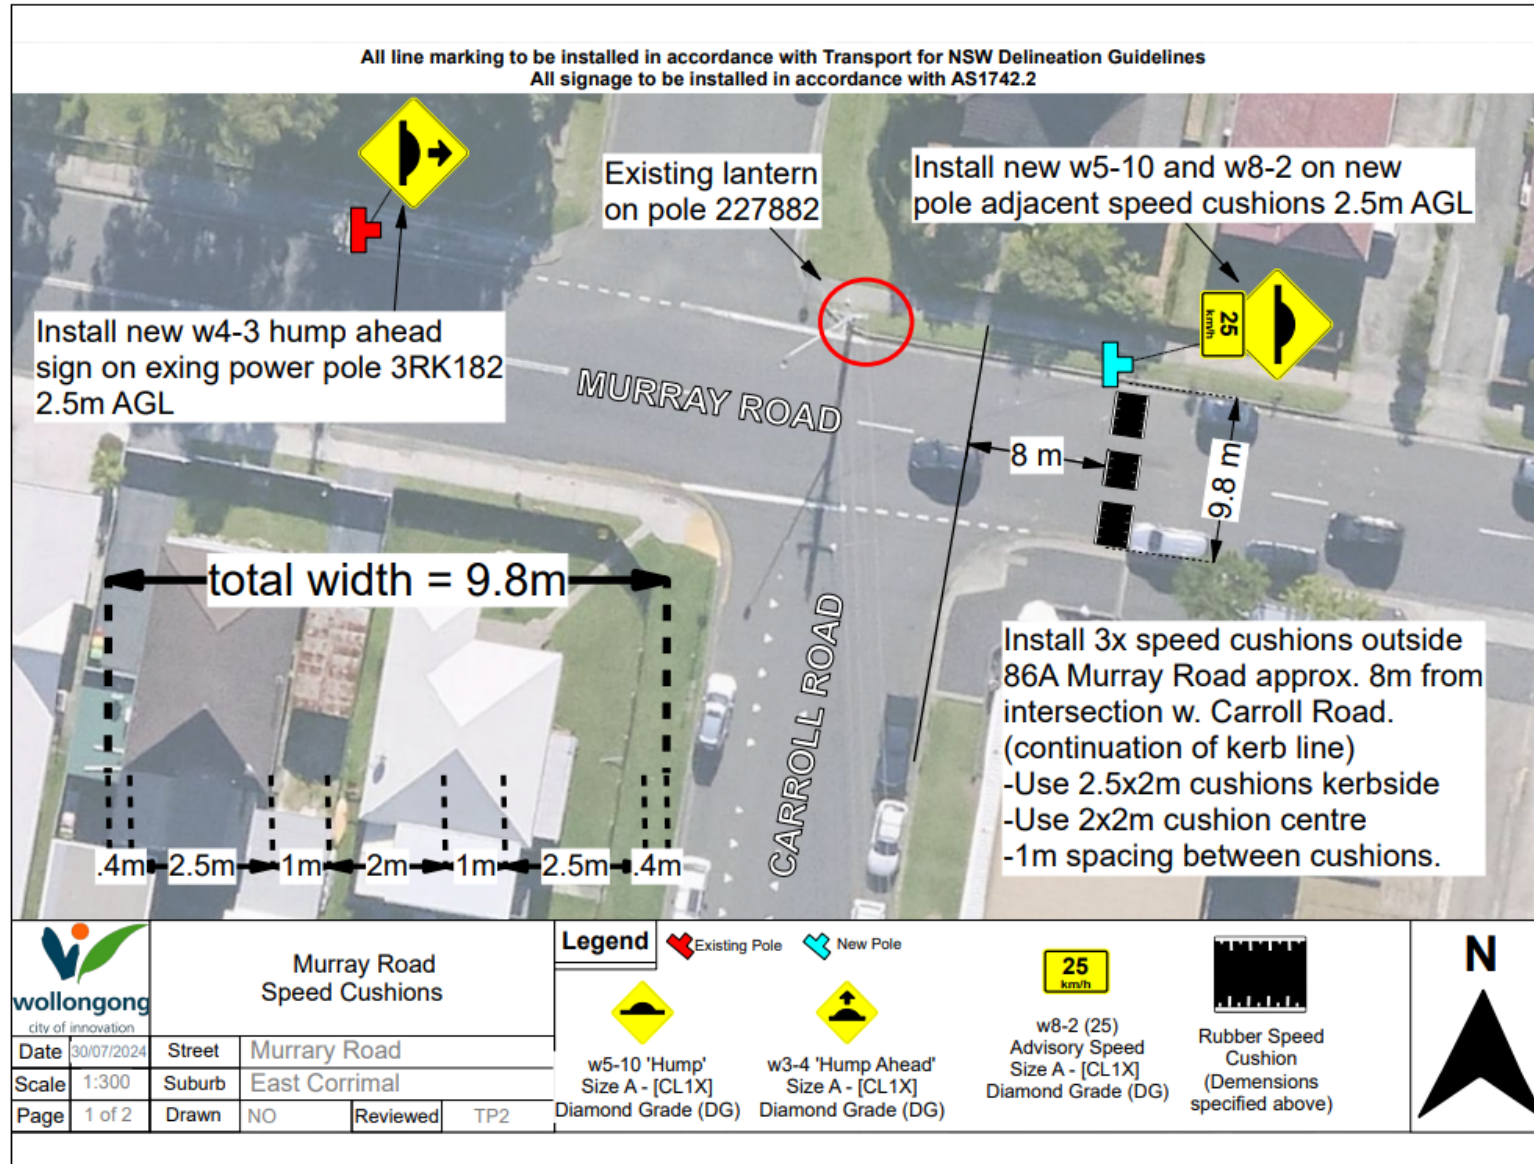 All line marking to be installed in accordance with Transport for NSW Delineation Guidelines
All signage to be installed in accordance with AS1742.2
Existing lantern
on pole 227882
Install new w5-10 and w8-2 on new
pole adjacent speed cushions 2.5m AGL
25
km/h
Install new w4-3 hump ahead
sign on exing power pole 3RK182
2.5m AGL
MURRAY ROAD
8 m
9.8 m
total width = 9.8m
CARROLL ROAD
Install 3x speed cushions outside
86A Murray Road approx. 8m from
intersection w. Carroll Road.
(continuation of kerb line)
-Use 2.5x2m cushions kerbside
-Use 2x2m cushion centre
-1m spacing between cushions.
.4m 2.5m 1m 2m 1m 2.5m .4m
wollongong
city of innovation
Murray Road
Speed Cushions
Date 30/07/2024 Street Murrary Road
Scale 1:300 Suburb East Corrimal
Page 1 of 2 Drawn NO Reviewed TP2
Legend Existing Pole New Pole
w5-10 'Hump'
Size A - [CL1X]
Diamond Grade (DG)
w3-4 'Hump Ahead'
Size A - [CL1X]
Diamond Grade (DG)
25
km/h
w8-2 (25)
Advisory Speed
Size A - [CL1X]
Diamond Grade (DG)
Rubber Speed
Cushion
(Demensions
specified above)
N